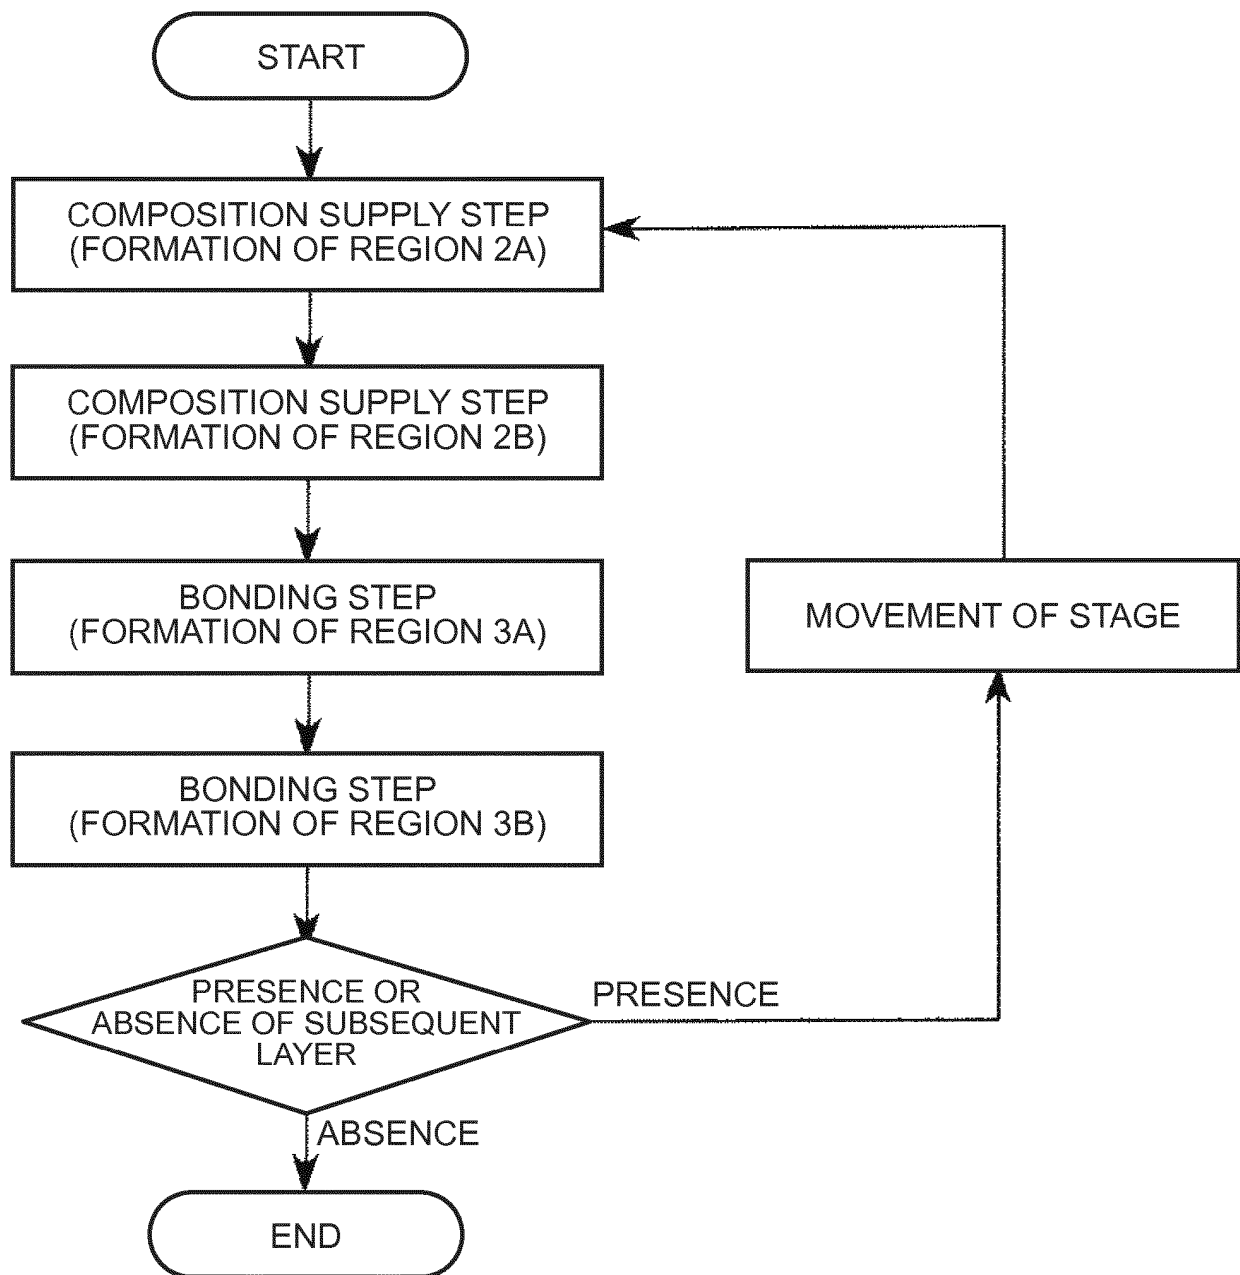 START
COMPOSITION SUPPLY STEP
(FORMATION OF REGION 2A)
COMPOSITION SUPPLY STEP
(FORMATION OF REGION 2B)
BONDING STEP
(FORMATION OF REGION 3A)
MOVEMENT OF STAGE
BONDING STEP
(FORMATION OF REGION 3B)
PRESENCE OR
ABSENCE OF SUBSEQUENT
LAYER
PRESENCE
ABSENCE
END